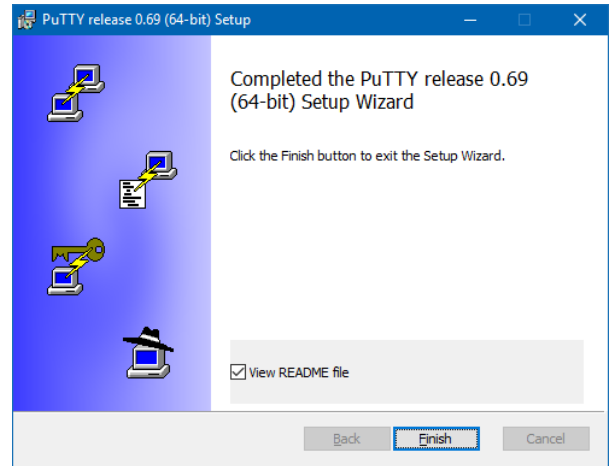 PuTTY release 0.69 (64-bit) Setup
Completed the PuTTY release 0.69
(64-bit) Setup Wizard
Click the Finish button to exit the Setup Wizard.
View README file
Back Finish Cancel